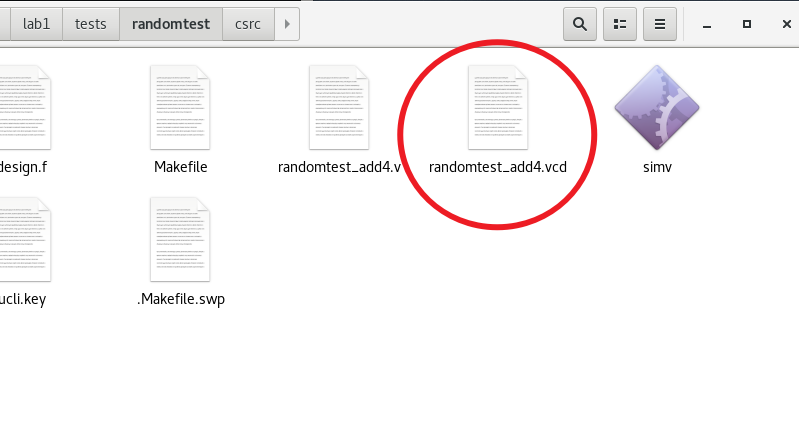 lab1 tests randomtest csrc
design.f Makefile randomtest_add4.v randomtest_add4.vcd simv
ucli.key .Makefile.swp